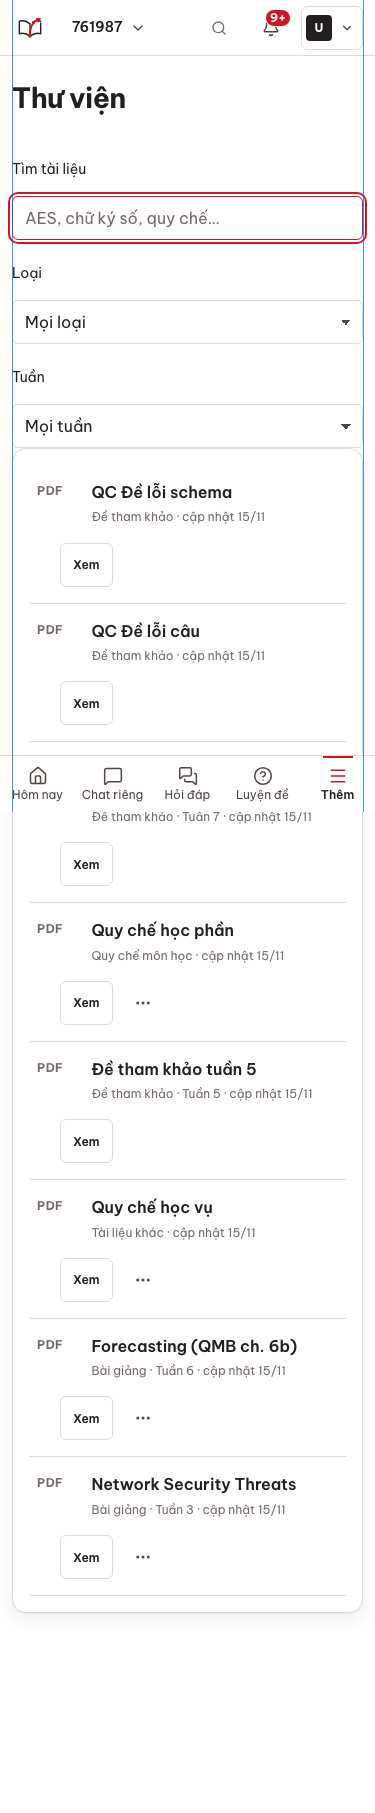 761987
9+
U
Thư viện
Tìm tài liệu
AES, chữ ký số, quy chế...
Loại
Mọi loại
Tuần
Mọi tuần
PDF
QC Đề lỗi schema
Đề tham khảo · cập nhật 15/11
Xem
PDF
QC Đề lỗi câu
Đề tham khảo · cập nhật 15/11
Xem
Hôm nay
Chat riêng
Hỏi đáp
Luyện đề
Thêm
Đề tham khảo · Tuần 7 · cập nhật 15/11
Xem
PDF
Quy chế học phần
Quy chế môn học · cập nhật 15/11
Xem
PDF
Đề tham khảo tuần 5
Đề tham khảo · Tuần 5 · cập nhật 15/11
Xem
PDF
Quy chế học vụ
Tài liệu khác · cập nhật 15/11
Xem
PDF
Forecasting (QMB ch. 6b)
Bài giảng · Tuần 6 · cập nhật 15/11
Xem
PDF
Network Security Threats
Bài giảng · Tuần 3 · cập nhật 15/11
Xem